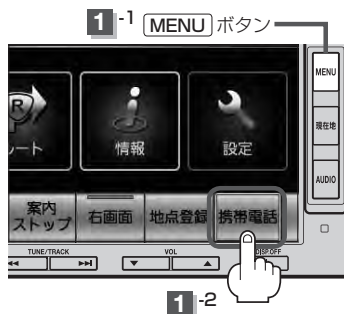 1 -1 MENU ボタン
MENU
現在地
AUDIO
R
ート
情報
設定
案内
ストップ
右画面
地点登録
携帯電話
TUNE/TRACK
VOL
DISP OFF
1 -2